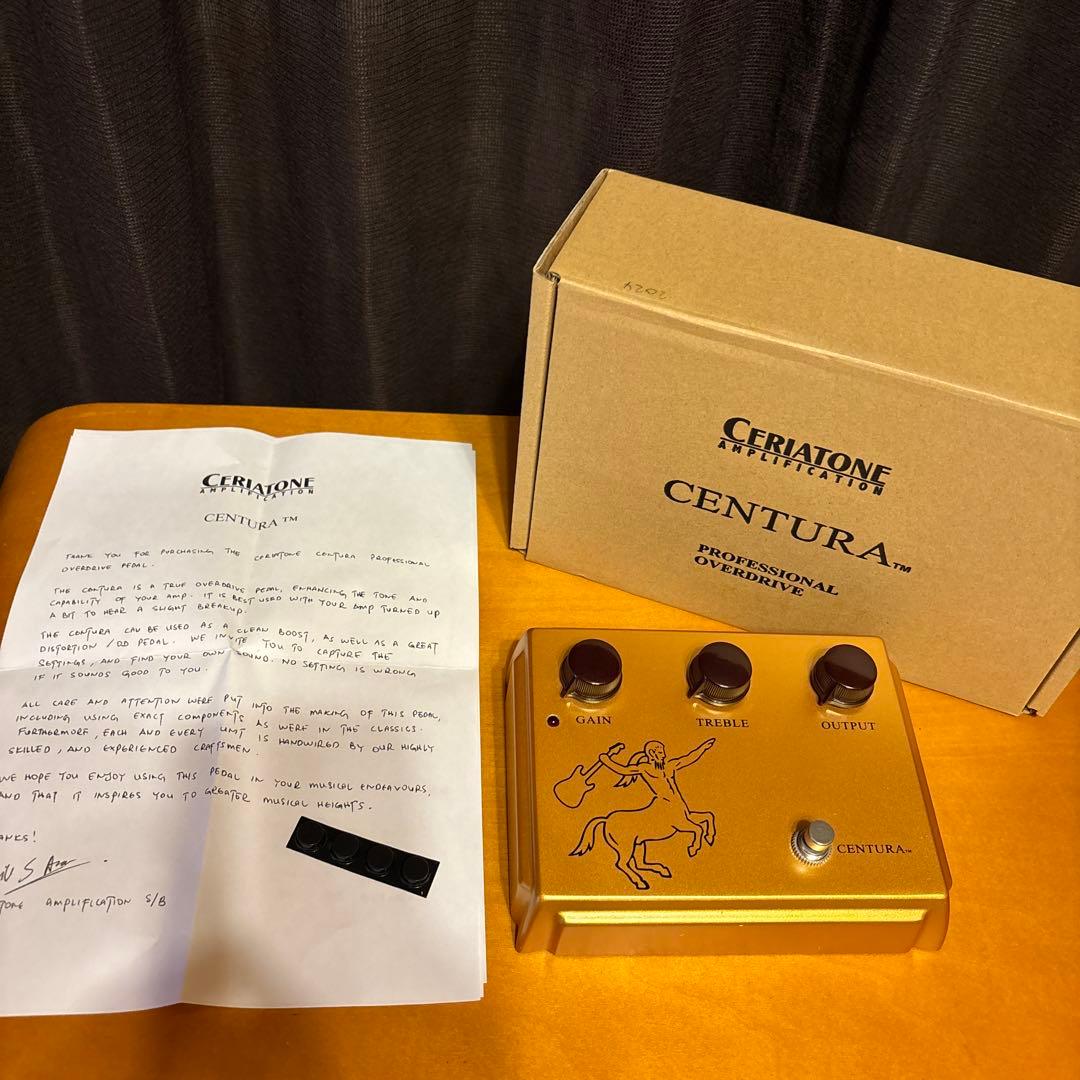 CERIATONE
AMPLIFICATION
CENTURA ™
THANK YOU FOR PURCHASING THE CERIATONE CENTURA PROFESSIONAL
OVERDRIVE PEDAL.
THE CENTURA IS A TRUE OVERDRIVE PEDAL, ENHANCING THE TONE AND
CAPABILITY OF YOUR AMP. IT IS BEST USED WITH YOUR AMP TURNED UP
A BIT TO HEAR A SLIGHT BREAKUP.
THE CENTURA CAN BE USED AS A CLEAN BOOST, AS WELL AS A GREAT
DISTORTION / OD PEDAL. WE INVITE YOU TO CAPTURE THE
SETTINGS, AND FIND YOUR OWN SOUND. NO SETTING IS WRONG
IF IT SOUNDS GOOD TO YOU.
ALL CARE AND ATTENTION WERE PUT INTO THE MAKING OF THIS PEDAL,
INCLUDING USING EXACT COMPONENTS AS WERE IN THE CLASSICS.
FURTHERMORE, EACH AND EVERY UNIT IS HANDWIRED BY OUR HIGHLY
SKILLED, AND EXPERIENCED CRAFTSMEN.
WE HOPE YOU ENJOY USING THIS PEDAL IN YOUR MUSICAL ENDEAVOURS,
AND THAT IT INSPIRES YOU TO GREATER MUSICAL HEIGHTS.
ANKS!
TONE AMPLIFICATION S/B
2024
CERIATONE
AMPLIFICATION
CENTURA™
PROFESSIONAL
OVERDRIVE
GAIN TREBLE OUTPUT
CENTURA™